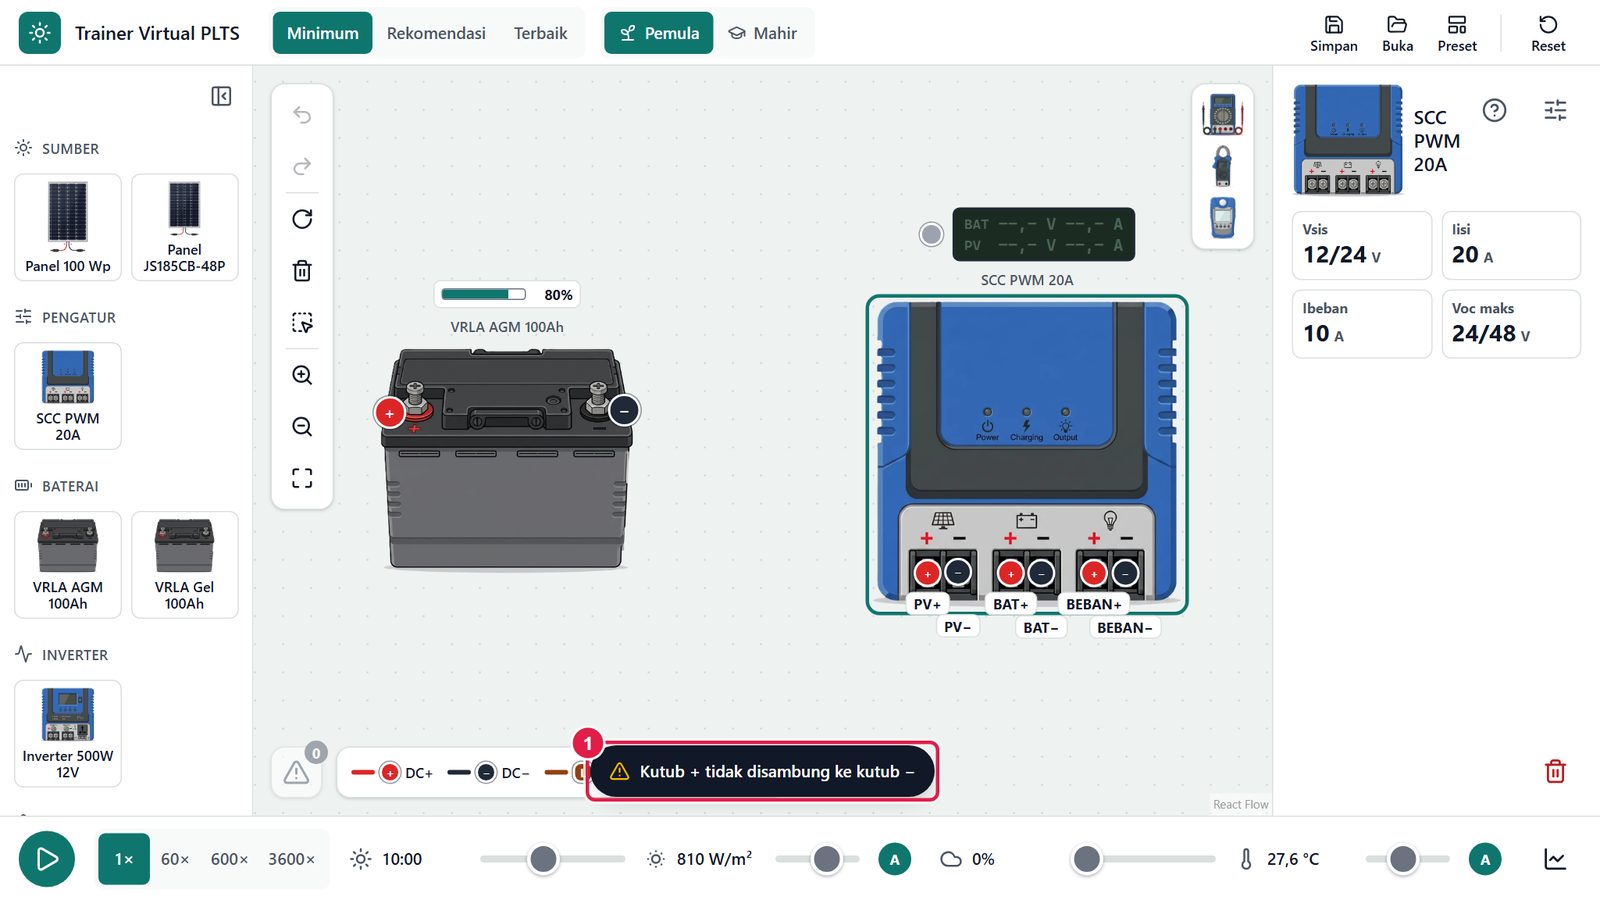 Trainer Virtual PLTS
Minimum
Rekomendasi
Terbaik
Pemula
Mahir
Simpan
Buka
Preset
Reset
SUMBER
Panel 100 Wp
Panel
JS185CB-48P
PENGATUR
SCC PWM
20A
BATERAI
VRLA AGM
100Ah
VRLA Gel
100Ah
INVERTER
Inverter 500W
12V
80%
VRLA AGM 100Ah
+
−
+
BAT --,- V --,- A
PV --,- V --,- A
SCC PWM 20A
Power
Charging
Output
+ −
+ −
+ −
+ −
+ −
+ −
PV+
BAT+
BEBAN+
PV−
BAT−
BEBAN−
0
+ DC+
− DC−
1
Kutub + tidak disambung ke kutub −
React Flow
SCC
PWM
20A
Vsis
12/24 V
Iisi
20 A
Ibeban
10 A
Voc maks
24/48 V
1×
60×
600×
3600×
10:00
810 W/m²
A
0%
27,6 °C
A